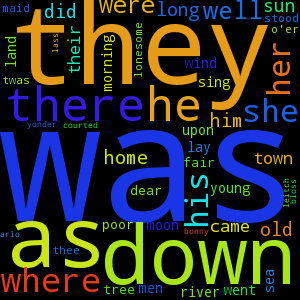 maid did were long well sun
stood
they
o'er
land
their
morning
lass
lonesome
wind
her
twas
sing
there he she
him
yonder courted
upon
was
lay
home
fair
his
town
dear
young
leitch
bloss
as down
poor moon
bonny
came old
arlo
thee
where
tree men river went sea